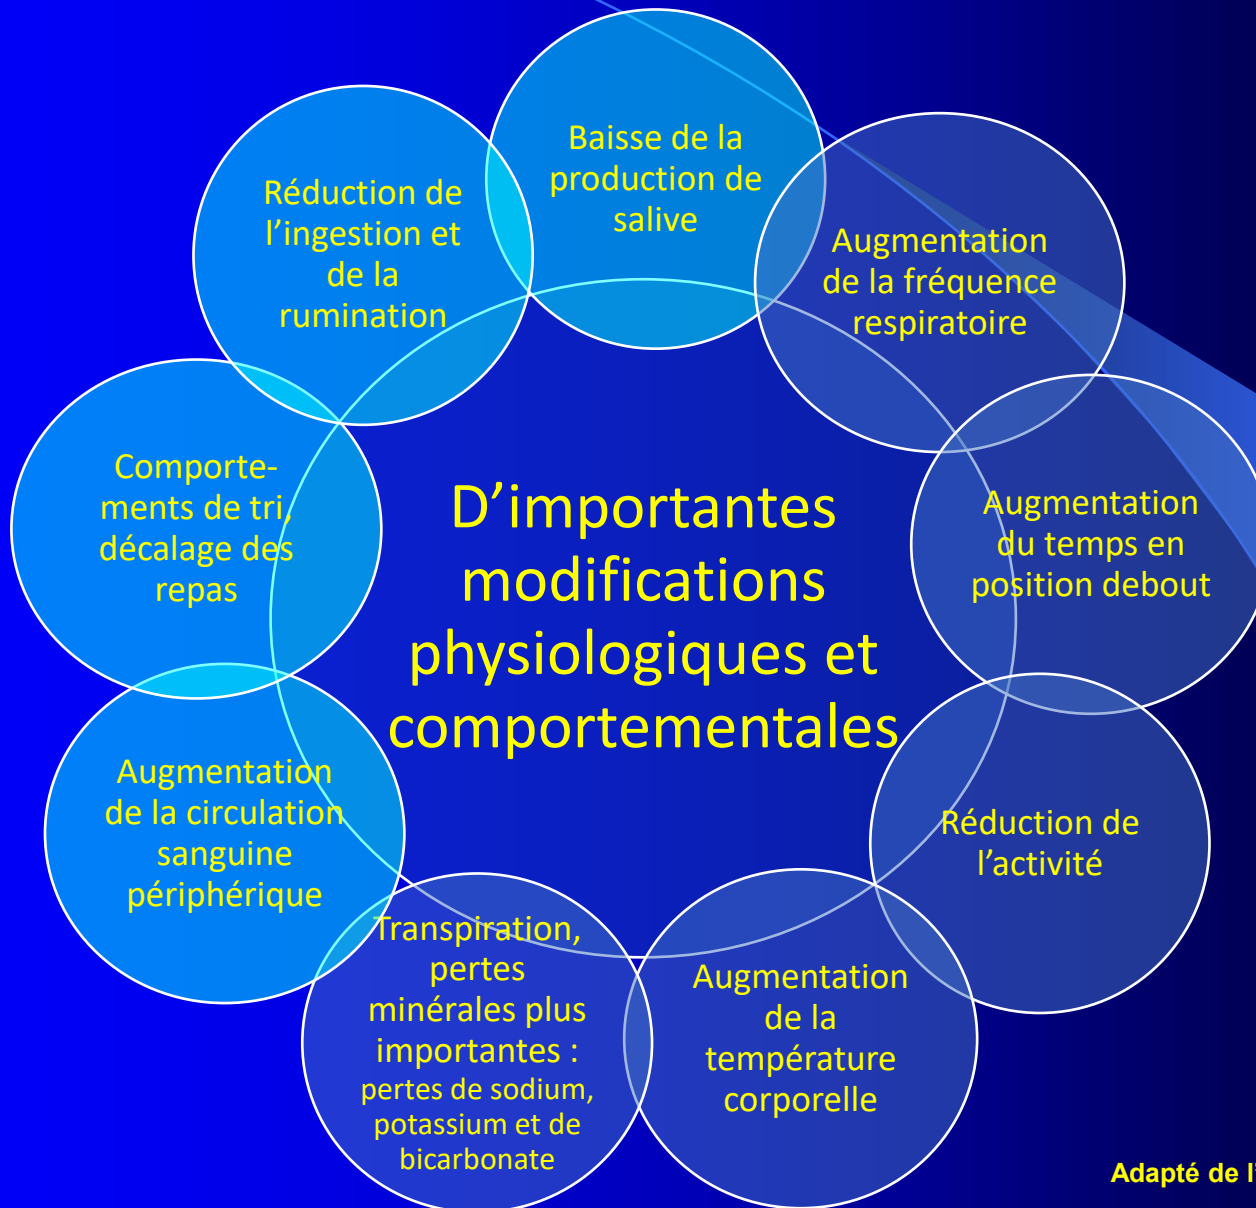 Baisse de la
production de
salive
Augmentation
de la fréquence
respiratoire
Augmentation
du temps en
position debout
Réduction de
l’activité
Augmentation
de la
température
corporelle
Transpiration,
pertes
minérales plus
importantes :
pertes de sodium,
potassium et de
bicarbonate
Augmentation
de la circulation
sanguine
périphérique
Comporte-
ments de tri,
décalage des
repas
Réduction de
l’ingestion et
de la
rumination
D’importantes
modifications
physiologiques et
comportementales
Adapté de l’